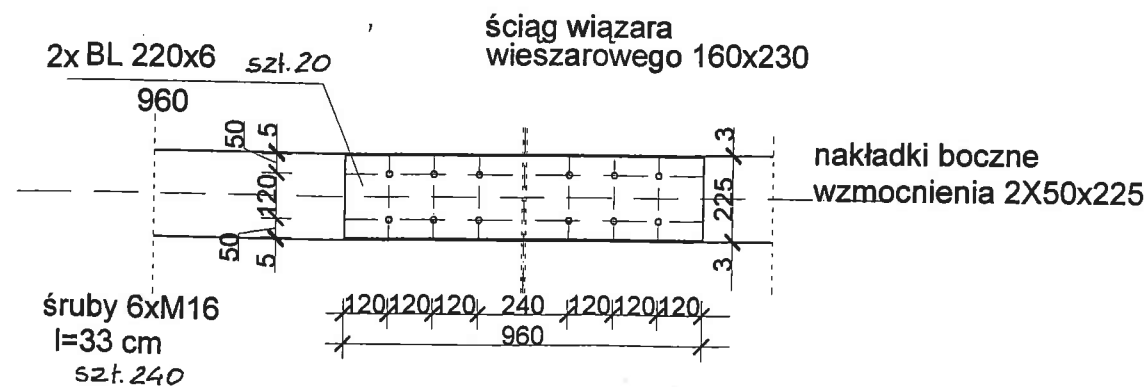 ściąg wiązara
wieszarowego 160x230
2x BL 220x6 szt.20
960
50
5
120
50
5
3
225
3
nakładki boczne
wzmocnienia 2X50x225
śruby 6xM16
l=33 cm
szt. 240
120 120 120 240 120 120 120
960